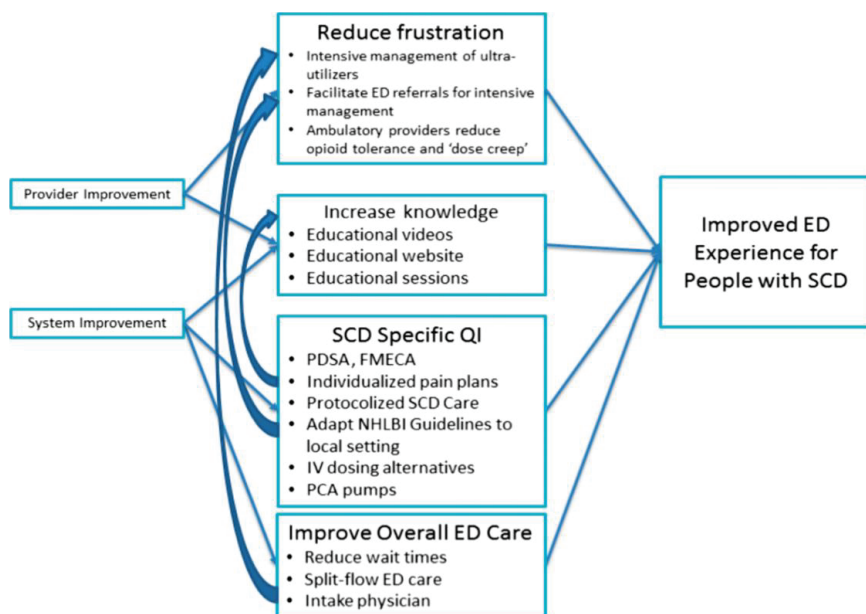 Reduce frustration
• Intensive management of ultra-
utilizers
• Facilitate ED referrals for intensive
management
• Ambulatory providers reduce
opioid tolerance and ‘dose creep’
Provider Improvement
Increase knowledge
• Educational videos
• Educational website
• Educational sessions
System Improvement
SCD Specific QI
• PDSA, FMECA
• Individualized pain plans
• Protocolized SCD Care
• Adapt NHLBI Guidelines to
local setting
• IV dosing alternatives
• PCA pumps
Improve Overall ED Care
• Reduce wait times
• Split-flow ED care
• Intake physician
Improved ED
Experience for
People with SCD